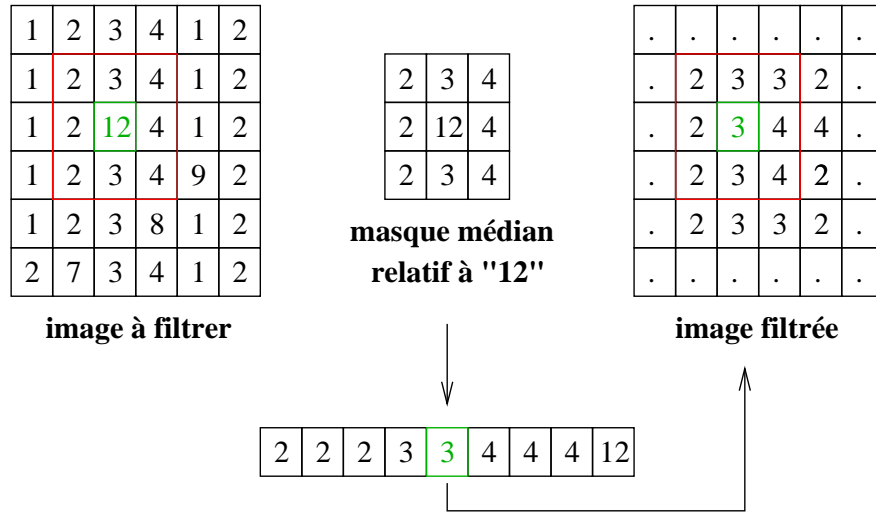 1 2 3 4 1 2
1 2 3 4 1 2
1 2 12 4 1 2
1 2 3 4 9 2
1 2 3 8 1 2
2 7 3 4 1 2
image à filtrer
2 3 4
2 12 4
2 3 4
masque médian
relatif à "12"
. . . . . .
. 2 3 3 2 .
. 2 3 4 4 .
. 2 3 4 2 .
. 2 3 3 2 .
. . . . . .
image filtrée
2 2 2 3 3 4 4 4 12